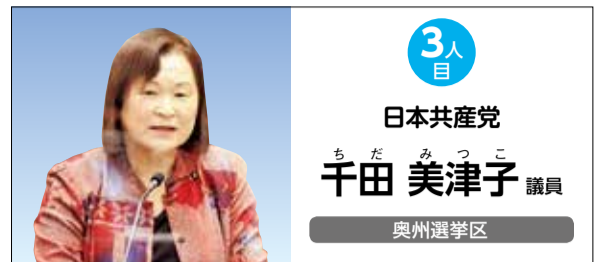 3人目
日本共産党
ちだ みつこ
千田 美津子 議員
奥州選挙区